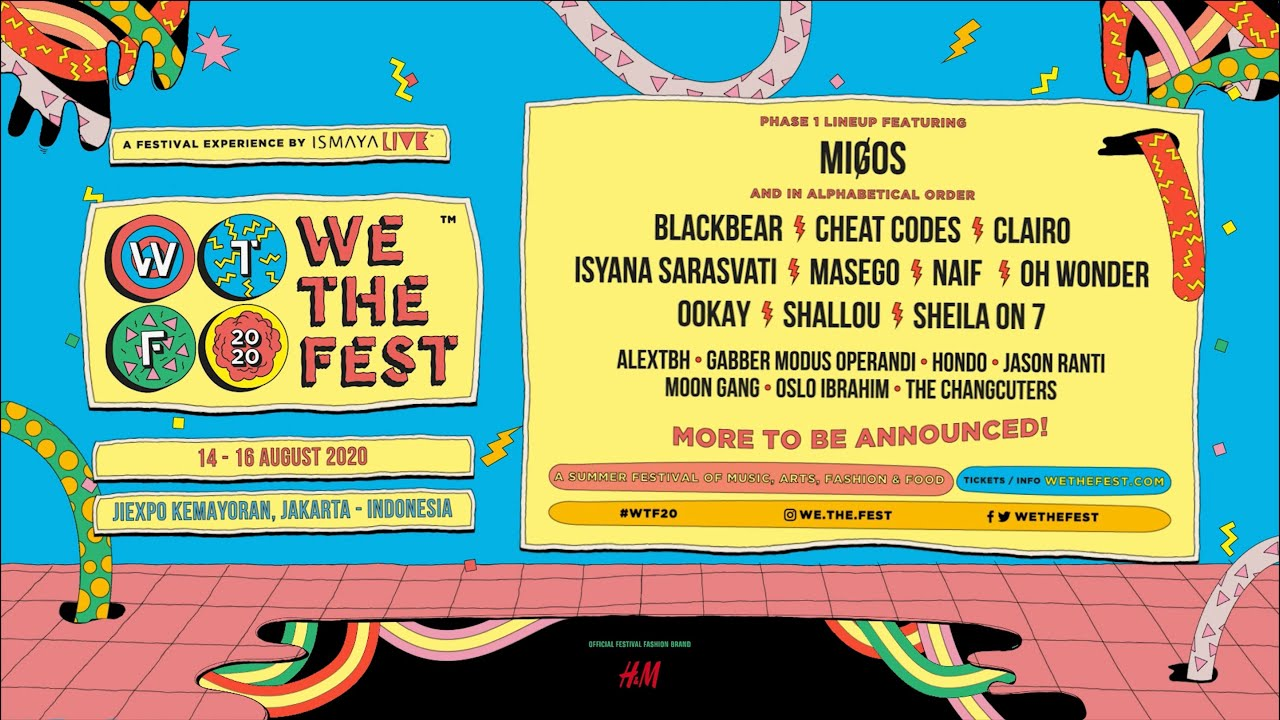 A FESTIVAL EXPERIENCE BY ISMAYA LIVE™
W T F 20 20
WE THE FEST™
14 - 16 AUGUST 2020
JIEXPO KEMAYORAN, JAKARTA - INDONESIA
PHASE 1 LINEUP FEATURING
MIGOS
AND IN ALPHABETICAL ORDER
BLACKBEAR CHEAT CODES CLAIRO
ISYANA SARASVATI MASEGO NAIF OH WONDER
OOKAY SHALLOU SHEILA ON 7
ALEXTBH • GABBER MODUS OPERANDI • HONDO • JASON RANTI
MOON GANG • OSLO IBRAHIM • THE CHANGCUTERS
MORE TO BE ANNOUNCED!
A SUMMER FESTIVAL OF MUSIC, ARTS, FASHION & FOOD
TICKETS / INFO WETHEFEST.COM
#WTF20 WE.THE.FEST WETHEFEST
OFFICIAL FESTIVAL FASHION BRAND
H&M